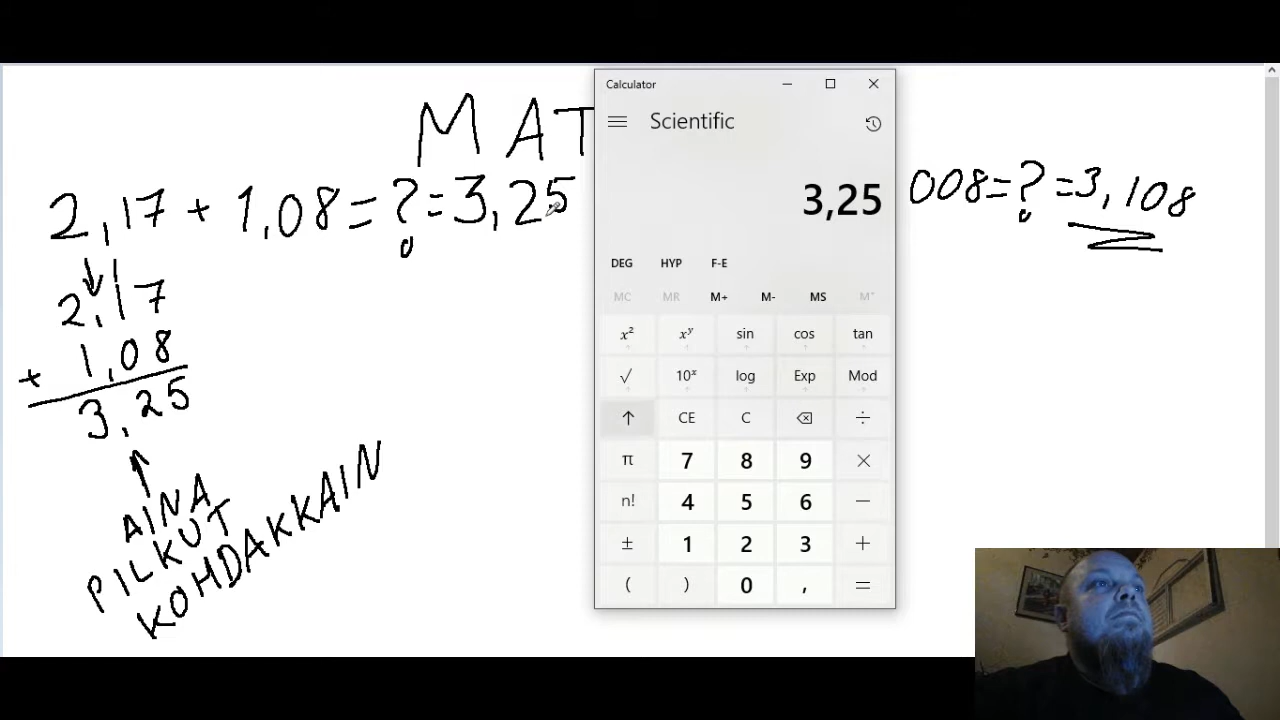 MAT
2,17 + 1,08 = ? = 3,25
008 = ? = 3,108
2,17
+ 1,08
3,25
AINA
PILKUT
KOHDAKKAIN
Calculator
Scientific
3,25
DEG HYP F-E
MC MR M+ M- MS M˅
x² xʸ sin cos tan
√ 10ˣ log Exp Mod
↑ CE C ⌫ ÷
π 7 8 9 ×
n! 4 5 6 −
± 1 2 3 +
( ) 0 , =